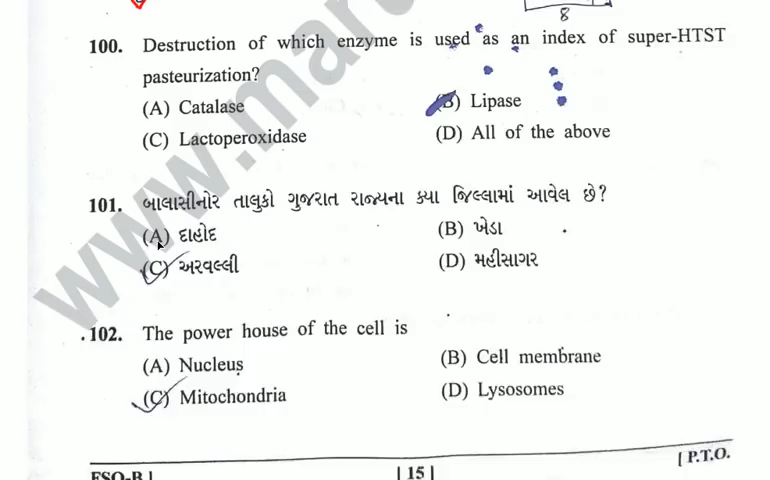 8
100. Destruction of which enzyme is used as an index of super-HTST
pasteurization?
(A) Catalase (B) Lipase
(C) Lactoperoxidase (D) All of the above
101. બાલાસીનોર તાલુકો ગુજરાત રાજ્યના ક્યા જિલ્લામાં આવેલ છે?
(A) દાહોદ (B) ખેડા
(C) અરવલ્લી (D) મહીસાગર
102. The power house of the cell is
(A) Nucleus (B) Cell membrane
(C) Mitochondria (D) Lysosomes
FSO-B ] [ 15 ] [ P.T.O.